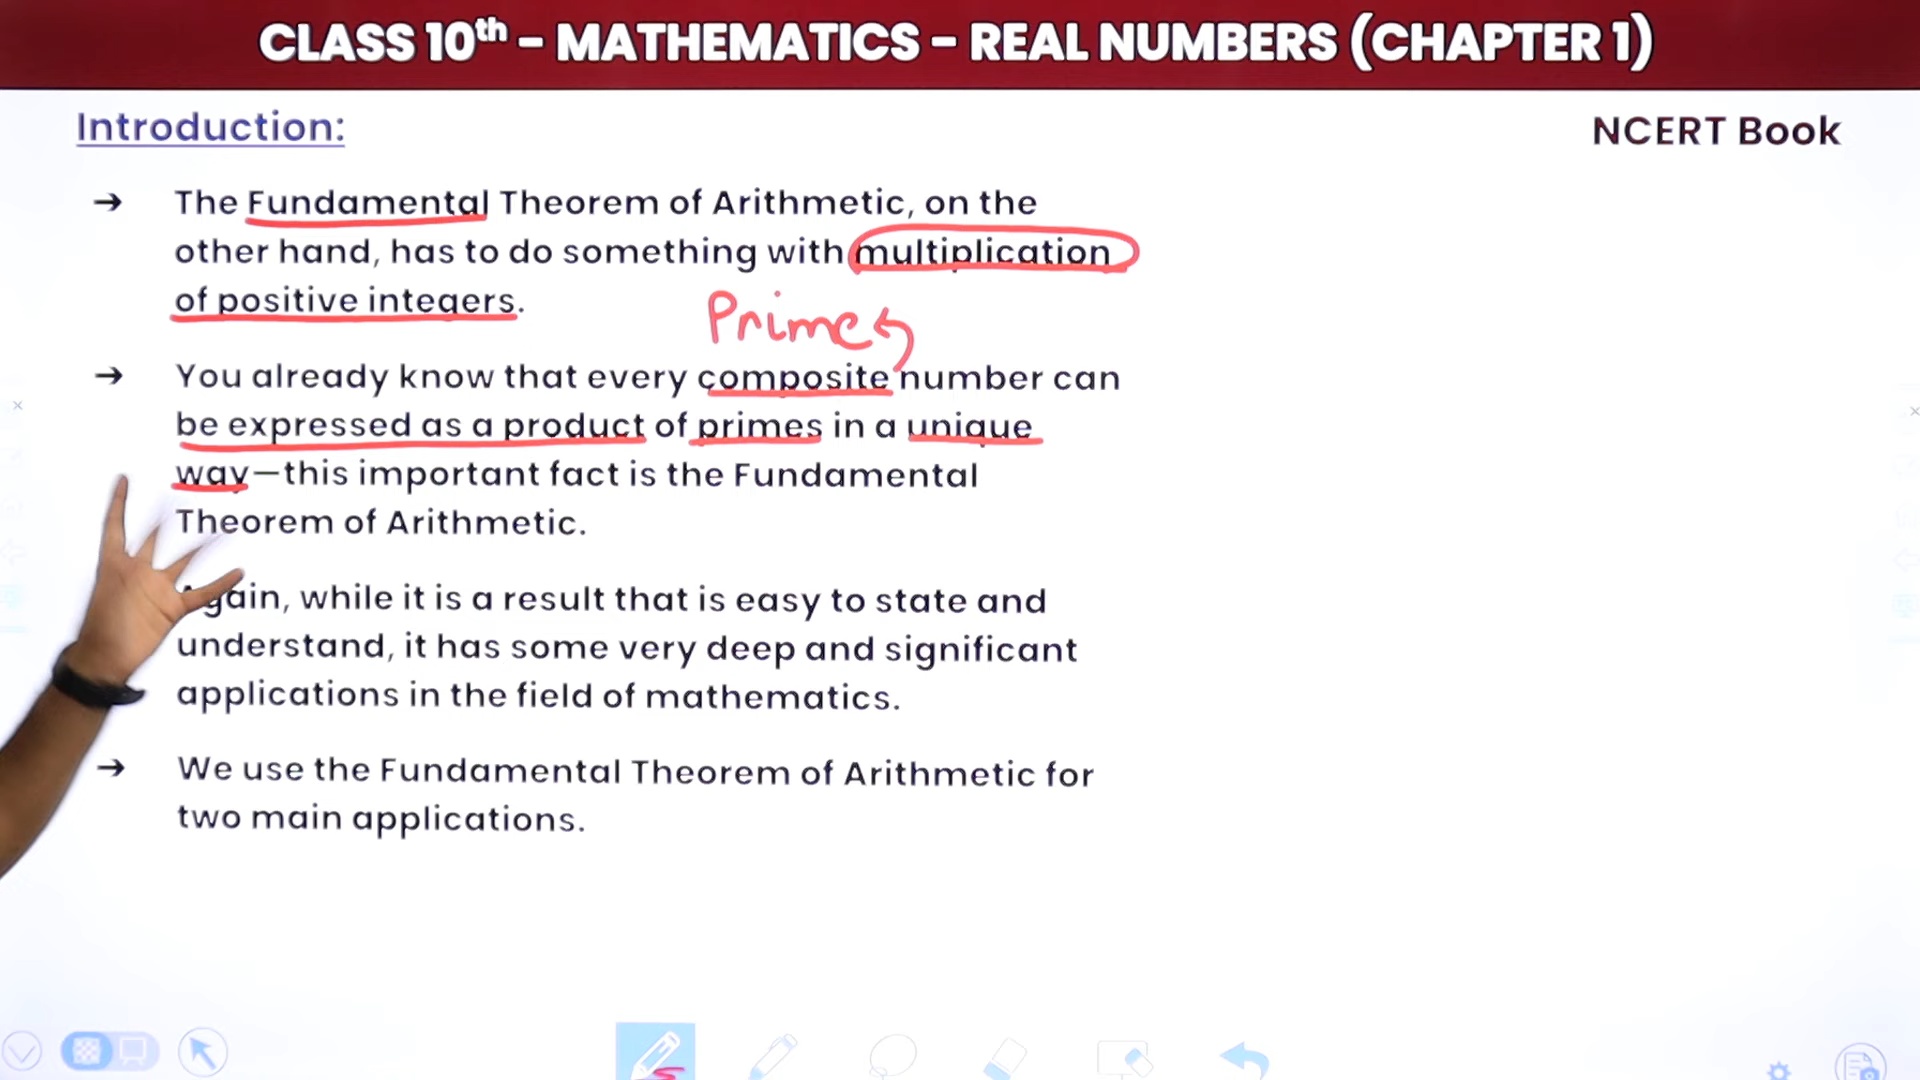 CLASS 10th - MATHEMATICS - REAL NUMBERS (CHAPTER 1)
Introduction:
NCERT Book
→ The Fundamental Theorem of Arithmetic, on the
other hand, has to do something with multiplication
of positive integers.
Prime
→ You already know that every composite number can
be expressed as a product of primes in a unique
way—this important fact is the Fundamental
Theorem of Arithmetic.
Again, while it is a result that is easy to state and
understand, it has some very deep and significant
applications in the field of mathematics.
→ We use the Fundamental Theorem of Arithmetic for
two main applications.